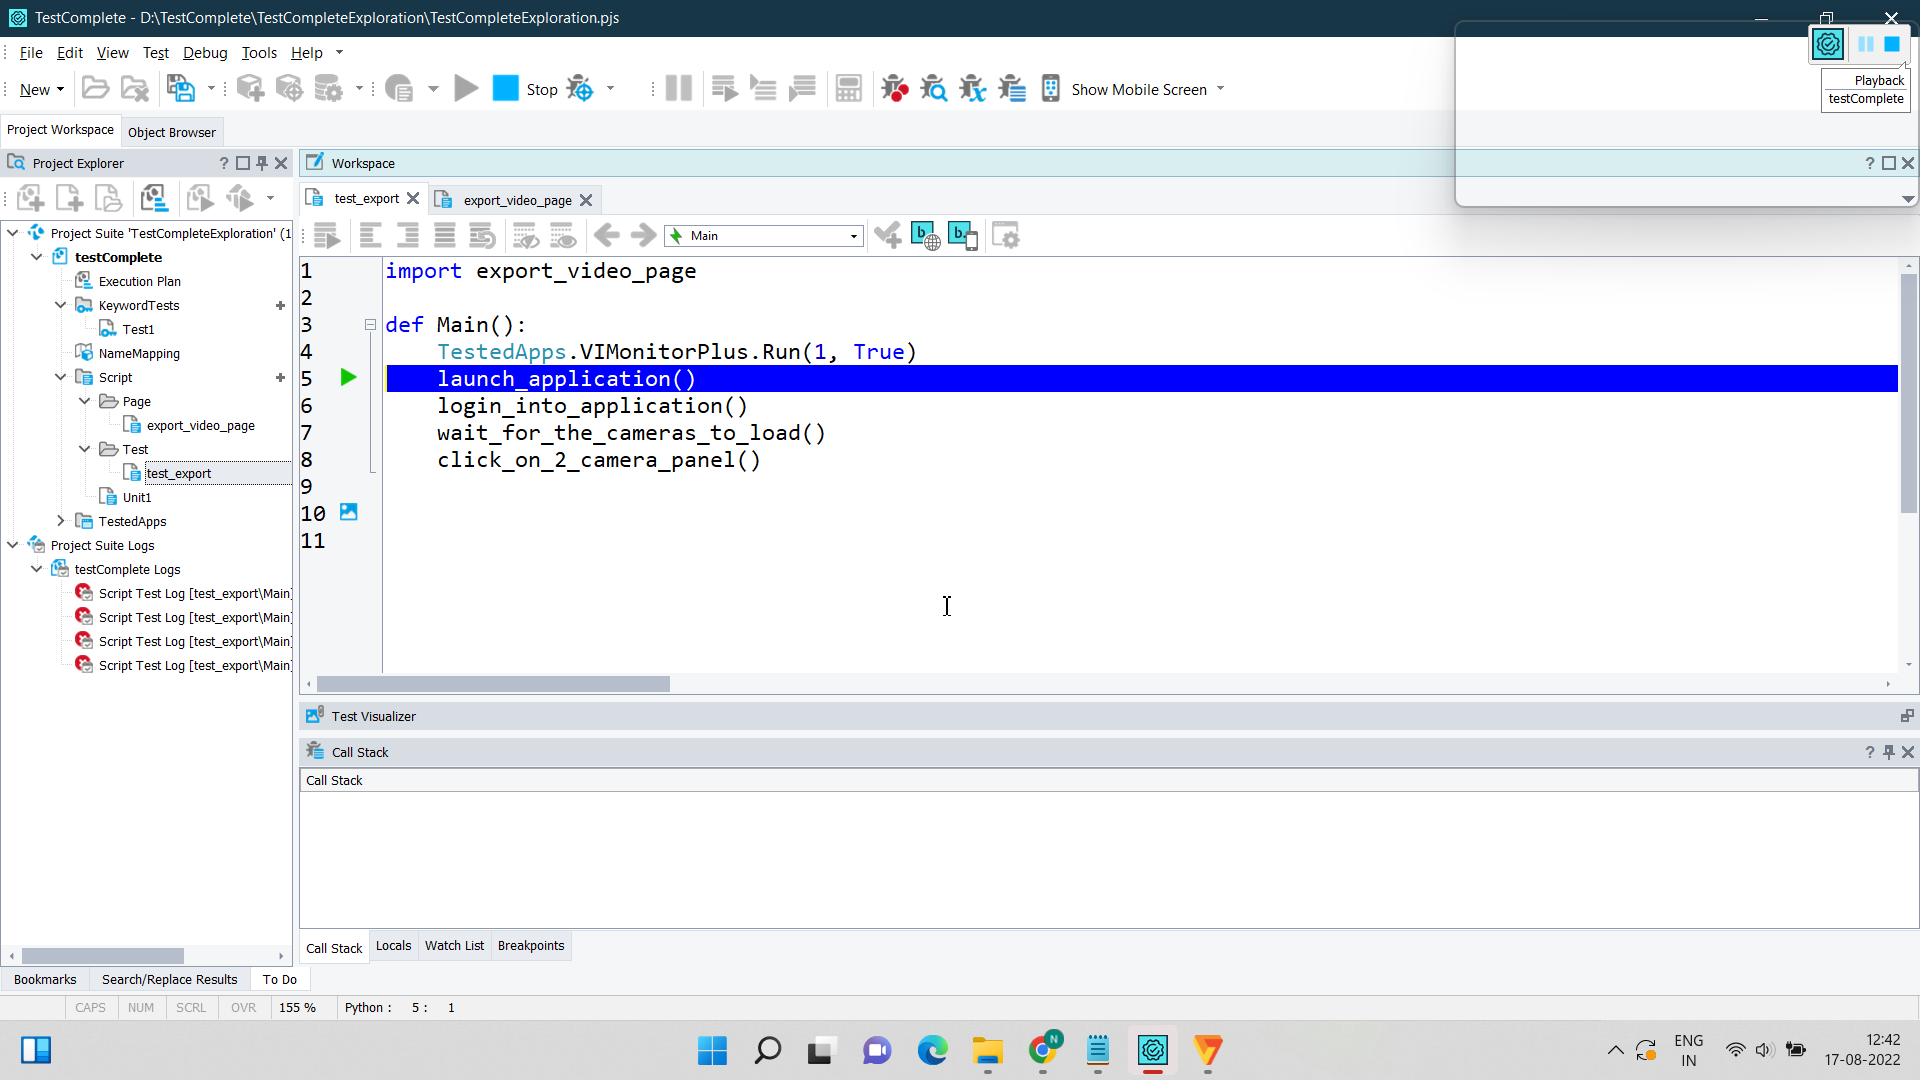 TestComplete - D:\TestComplete\TestCompleteExploration\TestCompleteExploration.pjs
File Edit View Test Debug Tools Help
New Stop Show Mobile Screen
Playback
testComplete
Project Workspace Object Browser
Project Explorer
Workspace
test_export export_video_page
Main
Project Suite 'TestCompleteExploration' (1
testComplete
Execution Plan
KeywordTests
Test1
NameMapping
Script
Page
export_video_page
Test
test_export
Unit1
TestedApps
Project Suite Logs
testComplete Logs
Script Test Log [test_export\Main]
Script Test Log [test_export\Main]
Script Test Log [test_export\Main]
Script Test Log [test_export\Main]
1 import export_video_page
2
3 def Main():
4 TestedApps.VIMonitorPlus.Run(1, True)
5 launch_application()
6 login_into_application()
7 wait_for_the_cameras_to_load()
8 click_on_2_camera_panel()
9
10
11
Test Visualizer
Call Stack
Call Stack
Call Stack Locals Watch List Breakpoints
Bookmarks Search/Replace Results To Do
CAPS NUM SCRL OVR 155 % Python : 5 : 1
N
ENG
IN
12:42
17-08-2022